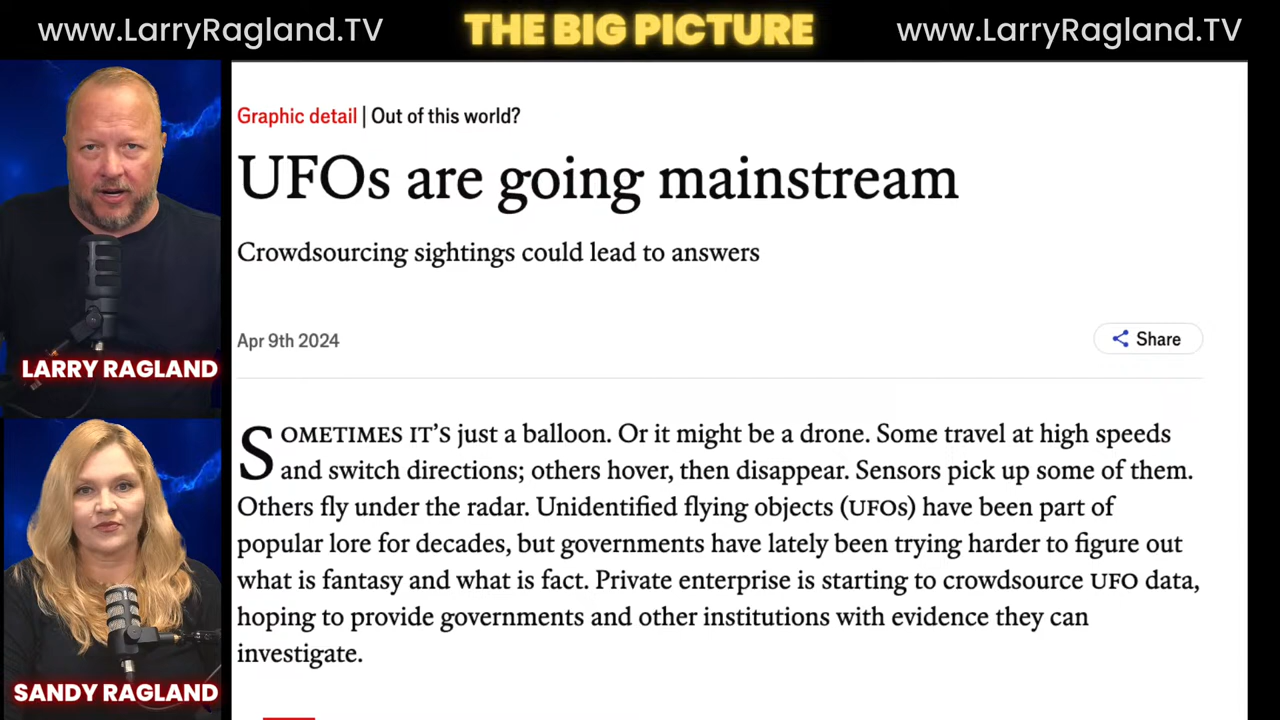 www.LarryRagland.TV
THE BIG PICTURE
www.LarryRagland.TV
Graphic detail | Out of this world?
UFOs are going mainstream
Crowdsourcing sightings could lead to answers
Apr 9th 2024
Share
SOMETIMES IT’S just a balloon. Or it might be a drone. Some travel at high speeds
and switch directions; others hover, then disappear. Sensors pick up some of them.
Others fly under the radar. Unidentified flying objects (UFOs) have been part of
popular lore for decades, but governments have lately been trying harder to figure out
what is fantasy and what is fact. Private enterprise is starting to crowdsource UFO data,
hoping to provide governments and other institutions with evidence they can
investigate.
LARRY RAGLAND
SANDY RAGLAND